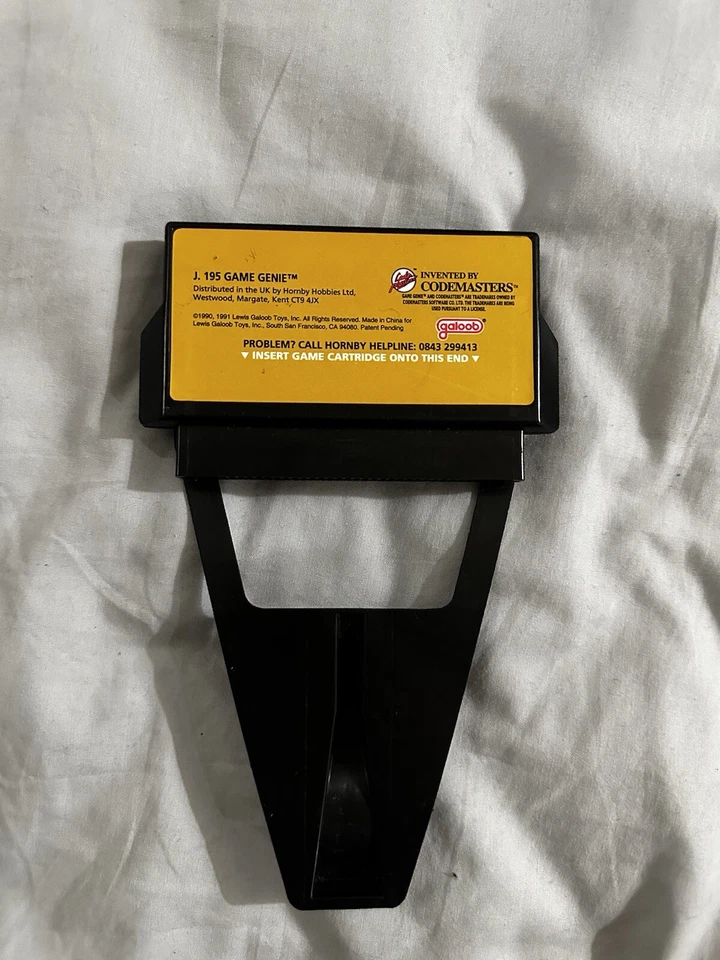 J. 195 GAME GENIE™
Distributed in the UK by Hornby Hobbies Ltd,
Westwood, Margate, Kent CT9 4JX
©1990, 1991 Lewis Galoob Toys, Inc. All Rights Reserved. Made in China for
Lewis Galoob Toys, Inc., South San Francisco, CA 94080. Patent Pending
Code Masters™
INVENTED BY
CODEMASTERS™
GAME GENIE™ AND CODEMASTERS™ ARE TRADEMARKS OWNED BY
CODEMASTERS SOFTWARE CO. LTD. THE TRADEMARKS ARE BEING
USED PURSUANT TO A LICENSE.
galoob
PROBLEM? CALL HORNBY HELPLINE: 0843 299413
▼ INSERT GAME CARTRIDGE ONTO THIS END ▼